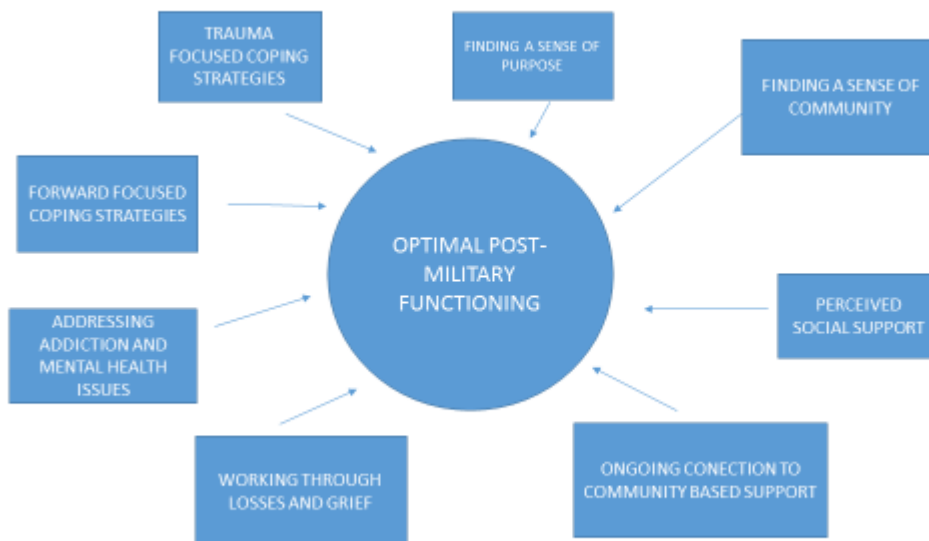 TRAUMA
FOCUSED COPING
STRATEGIES
FINDING A SENSE OF
PURPOSE
FINDING A SENSE OF
COMMUNITY
FORWARD FOCUSED
COPING STRATEGIES
OPTIMAL POST-
MILITARY
FUNCTIONING
PERCEIVED
SOCIAL SUPPORT
ADDRESSING
ADDICTION AND
MENTAL HEALTH
ISSUES
WORKING THROUGH
LOSSES AND GRIEF
ONGOING CONECTION TO
COMMUNITY BASED SUPPORT